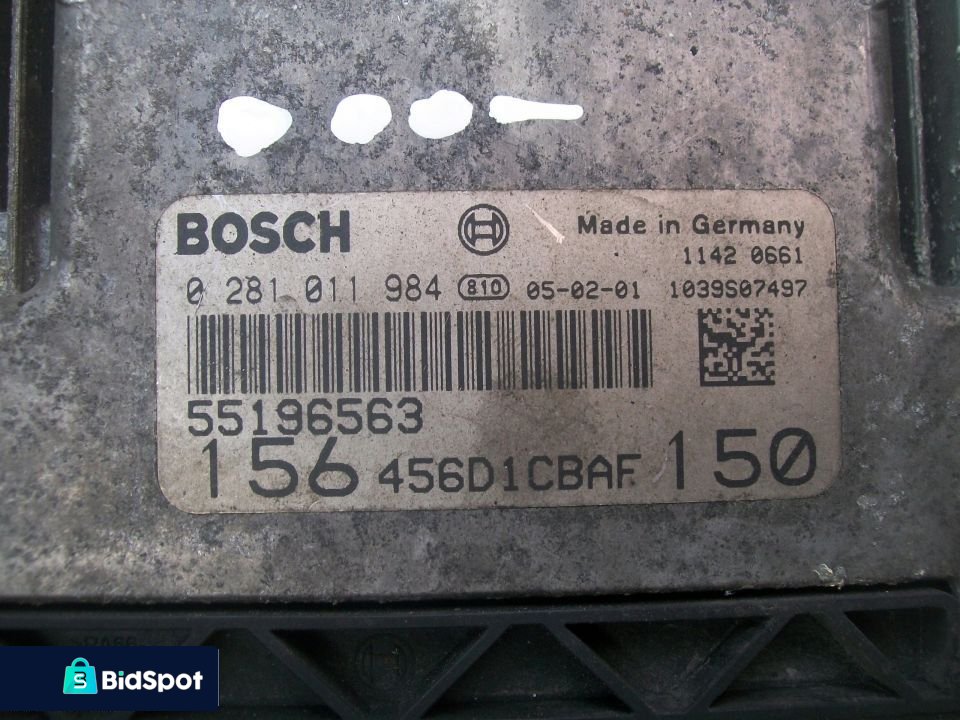 BOSCH
Made in Germany
1142 0661
0 281 011 984 810 05-02-01 1039S07497
55196563
156 456D1CBAF 150
BidSpot